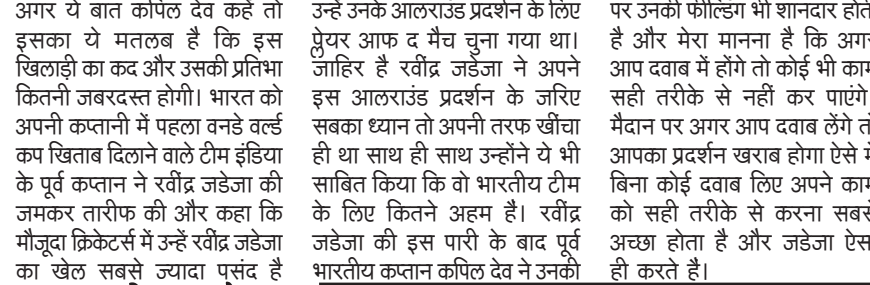 अगर ये बात कपिल देव कहें तो
इसका ये मतलब है कि इस
खिलाड़ी का कद और उसकी प्रतिभा
कितनी जबरदस्त होगी। भारत को
अपनी कप्तानी में पहला वनडे वर्ल्ड
कप खिताब दिलाने वाले टीम इंडिया
के पूर्व कप्तान ने रवींद्र जडेजा की
जमकर तारीफ की और कहा कि
मौजूदा क्रिकेटर्स में उन्हें रवींद्र जडेजा
का खेल सबसे ज्यादा पसंद है
उन्हें उनके आलराउंड प्रदर्शन के लिए
प्लेयर आफ द मैच चुना गया था।
जाहिर है रवींद्र जडेजा ने अपने
इस आलराउंड प्रदर्शन के जरिए
सबका ध्यान तो अपनी तरफ खींचा
ही था साथ ही साथ उन्होंने ये भी
साबित किया कि वो भारतीय टीम
के लिए कितने अहम हैं। रवींद्र
जडेजा की इस पारी के बाद पूर्व
भारतीय कप्तान कपिल देव ने उनकी
पर उनकी फील्डिंग भी शानदार
है और मेरा मानना है कि अगर
आप दवाब में होंगे तो कोई भी काम
सही तरीके से नहीं कर पाएंगे
मैदान पर अगर आप दवाब लेंगे तो
आपका प्रदर्शन खराब होगा ऐसे में
बिना कोई दवाब लिए अपने काम
को सही तरीके से करना सबसे
अच्छा होता है और जडेजा ऐसा
ही करते हैं।